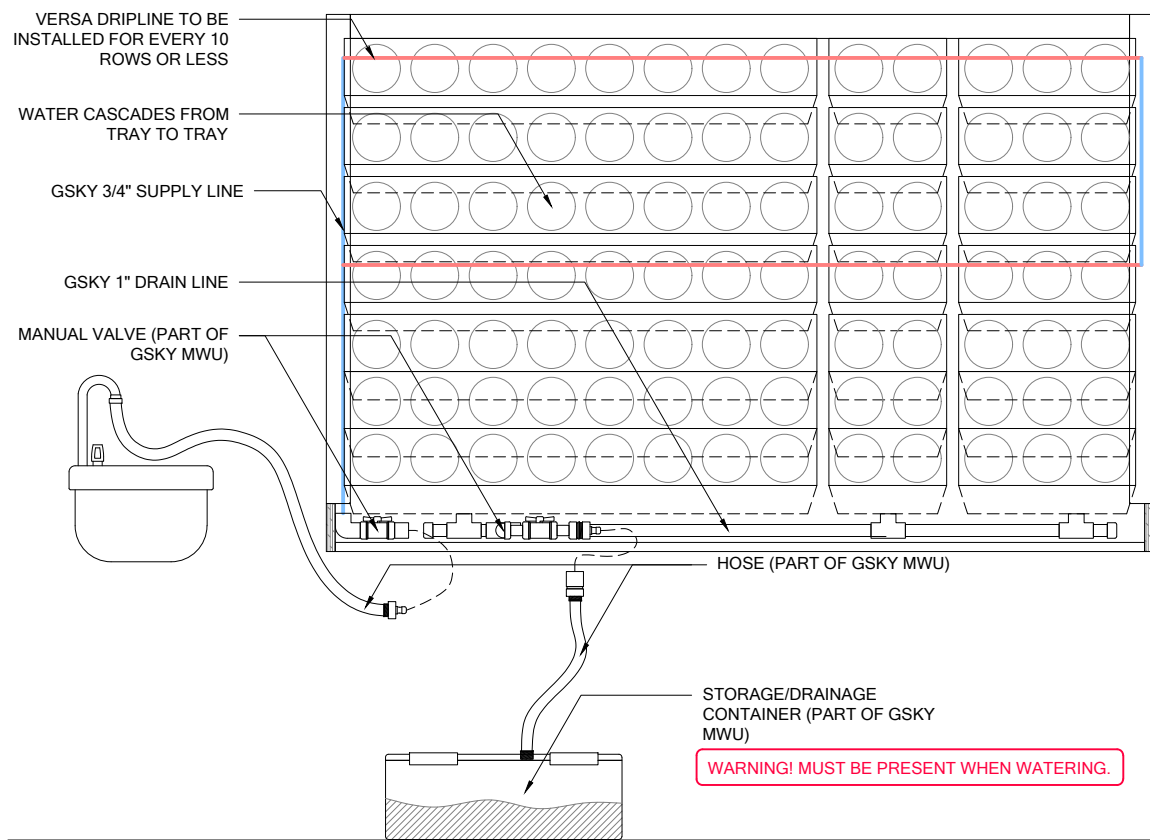 VERSA DRIPLINE TO BE
INSTALLED FOR EVERY 10
ROWS OR LESS
WATER CASCADES FROM
TRAY TO TRAY
GSKY 3/4" SUPPLY LINE
GSKY 1" DRAIN LINE
MANUAL VALVE (PART OF
GSKY MWU)
HOSE (PART OF GSKY MWU)
STORAGE/DRAINAGE
CONTAINER (PART OF GSKY
MWU)
WARNING! MUST BE PRESENT WHEN WATERING.